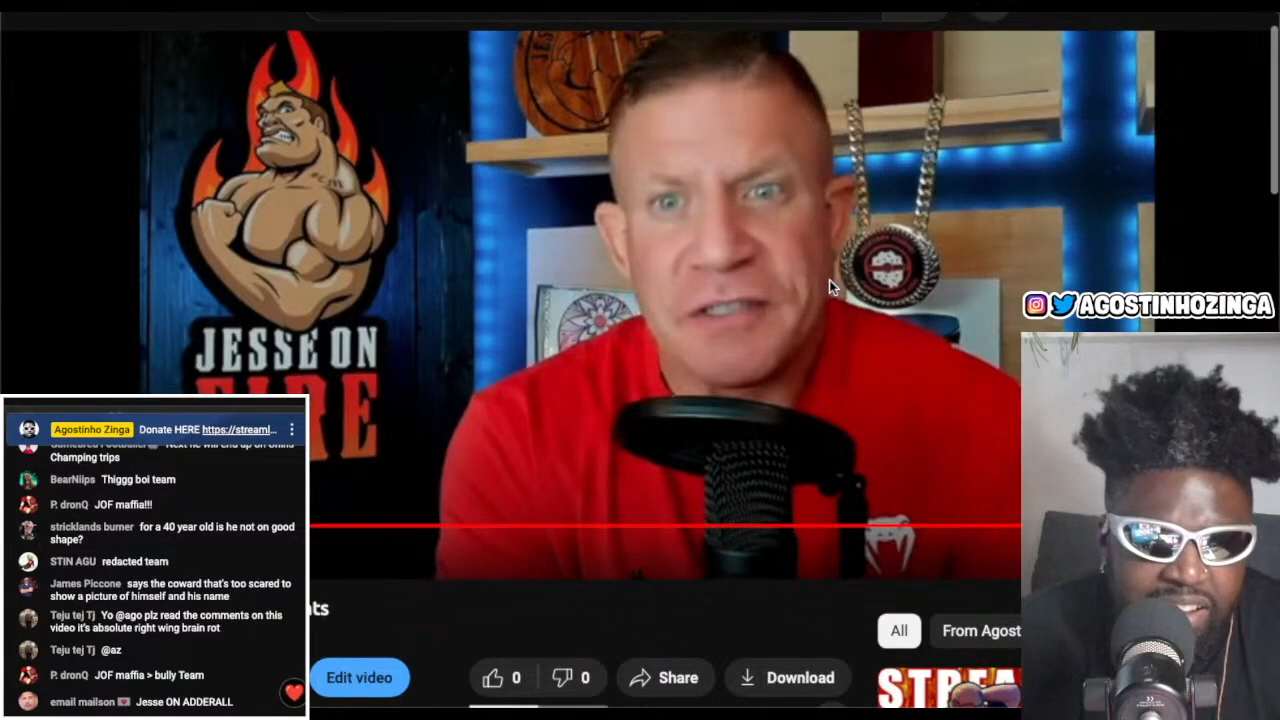 JESSE ON
FIRE
AGOSTINHOZINGA
Agostinho Zinga Donate HERE https://streaml...
Champing trips
BearNiips Thiggg boi team
P. dronQ JOF maffia!!!
stricklands burner for a 40 year old is he not on good
shape?
STIN AGU redacted team
James Piccone says the coward that's too scared to
show a picture of himself and his name
Teju tej Tj Yo @ago plz read the comments on this
video it's absolute right wing brain rot
Teju tej Tj @az
P. dronQ JOF maffia > bully Team
email mailson Jesse ON ADDERALL
nts
All
From Agost
Edit video
0
0
Share
Download
STREA